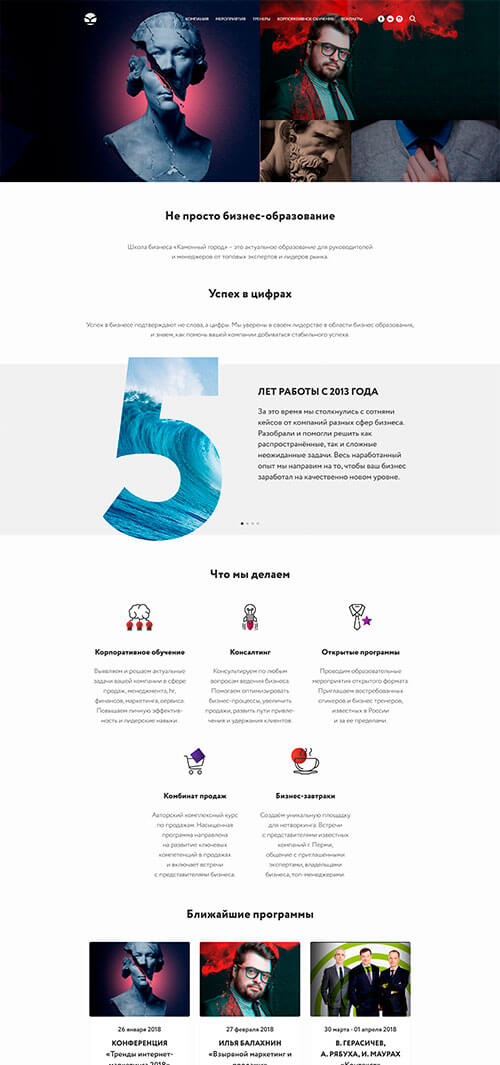 КОМПАНИЯ МЕРОПРИЯТИЯ ТРЕНЕРЫ КОРПОРАТИВНОЕ ОБУЧЕНИЕ КОНТАКТЫ
Не просто бизнес-образование
Школа бизнеса «Каменный город» – это актуальное образование для руководителей
и менеджеров от топовых экспертов и лидеров рынка.
Успех в цифрах
Успех в бизнесе подтверждают не слова, а цифры. Мы уверены в своем лидерстве в области бизнес образования,
и знаем, как помочь вашей компании добиваться стабильного успеха.
5
ЛЕТ РАБОТЫ С 2013 ГОДА
За это время мы столкнулись с сотнями
кейсов от компаний разных сфер бизнеса.
Разобрали и помогли решить как
распространённые, так и сложные
неожиданные задачи. Весь наработанный
опыт мы направим на то, чтобы ваш бизнес
заработал на качественно новом уровне.
Что мы делаем
Корпоративное обучение
Выявляем и решаем актуальные
задачи вашей компании в сфере
продаж, менеджмента, hr,
финансов, маркетинга, сервиса.
Повышаем личную эффектив-
ность и лидерские навыки.
Консалтинг
Консультируем по любым
вопросам ведения бизнеса.
Помогаем оптимизировать
бизнес-процессы, увеличить
продажи, развить пути привле-
чения и удержания клиентов.
Открытые программы
Проводим образовательные
мероприятия открытого формата.
Приглашаем востребованных
спикеров и бизнес тренеров,
известных в России
и за ее пределами.
Комбинат продаж
Авторский комплексный курс
по продажам. Насыщенная
программа направлена
на развитие ключевых
компетенций в продажах
и включает встречи
с представителями бизнеса.
Бизнес-завтраки
Создаём уникальную площадку
для нетворкинга. Встречи
с представителями известных
компаний г. Перми,
общение с приглашенными
экспертами, владельцами
бизнеса, топ-менеджерами.
Ближайшие программы
26 января 2018
КОНФЕРЕНЦИЯ
«Тренды интернет-
маркетинга 2018»
27 февраля 2018
ИЛЬЯ БАЛАХНИН
«Взрывной маркетинг и
30 марта - 01 апреля 2018
В. ГЕРАСИЧЕВ,
А. РЯБУХА, И. МАУРАХ
«Контекст»